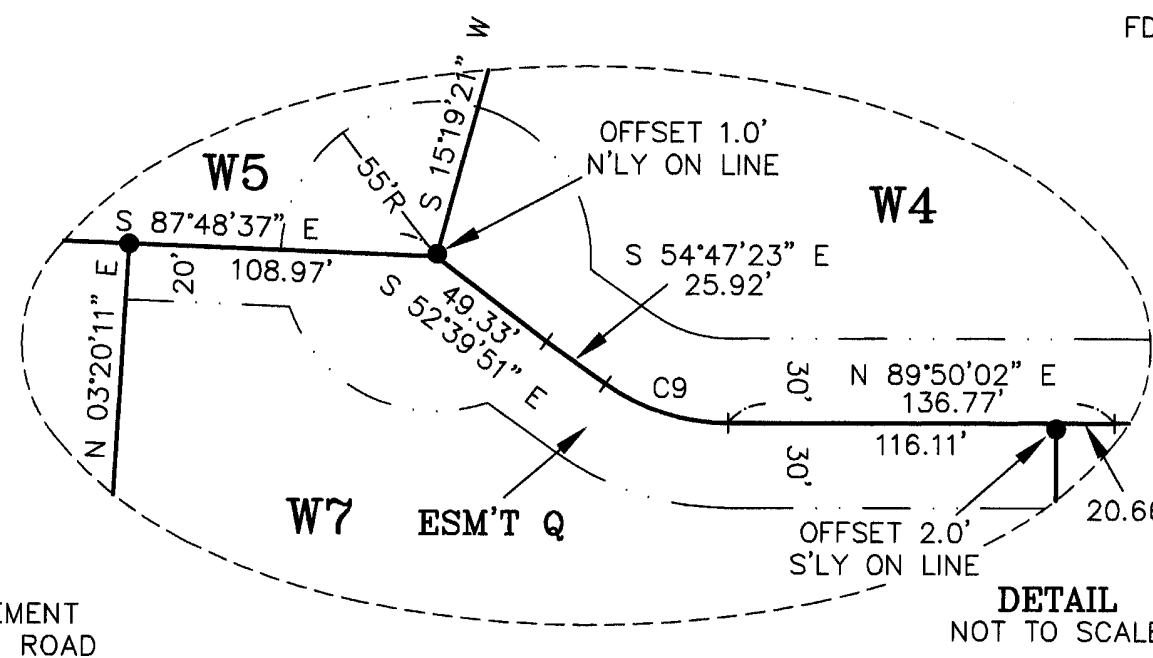 FD
S 15°19'21" W
OFFSET 1.0'
N'LY ON LINE
W5
55'R
W4
S 87°48'37" E
20'
108.97'
S 54°47'23" E
25.92'
49.33'
S 52°39'51" E
N 03°20'11" E
C9
30'
N 89°50'02" E
136.77'
116.11'
30'
20.66
W7
ESM'T Q
OFFSET 2.0'
S'LY ON LINE
DETAIL
NOT TO SCALE
EMENT
ROAD